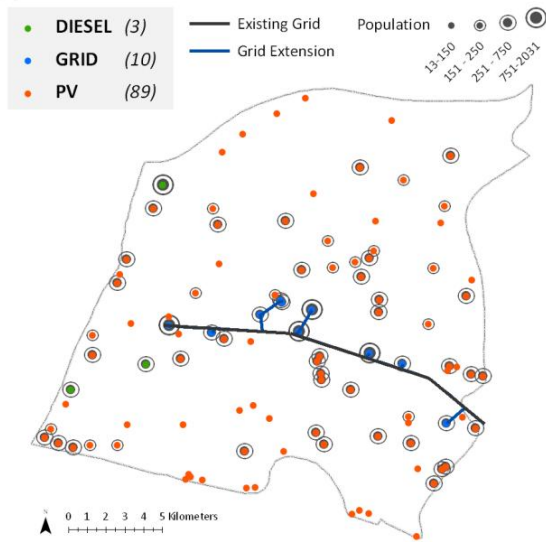 DIESEL (3)
GRID (10)
PV (89)
Existing Grid
Grid Extension
Population
13-150
151 - 250
251 - 750
751-2031
N
0 1 2 3 4 5 Kilometers